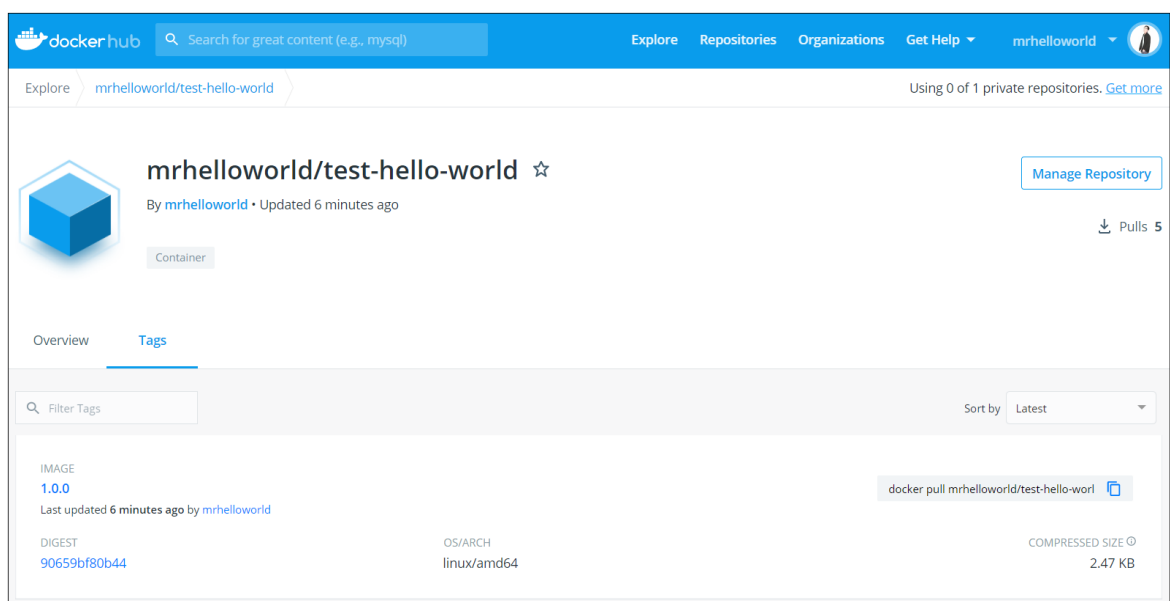 docker hub
Search for great content (e.g., mysql)
Explore Repositories Organizations Get Help mrhelloworld
Explore mrhelloworld/test-hello-world Using 0 of 1 private repositories. Get more
mrhelloworld/test-hello-world
Manage Repository
By mrhelloworld • Updated 6 minutes ago
Pulls 5
Container
Overview Tags
Filter Tags Sort by Latest
IMAGE
1.0.0 docker pull mrhelloworld/test-hello-worl
Last updated 6 minutes ago by mrhelloworld
DIGEST OS/ARCH COMPRESSED SIZE
90659bf80b44 linux/amd64 2.47 KB